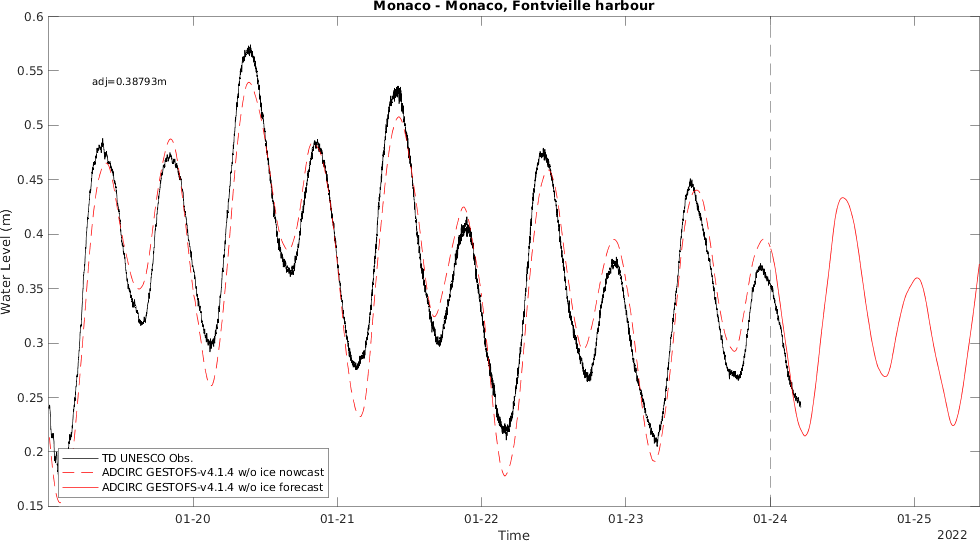 Monaco - Monaco, Fontvieille harbour
0.6
0.55
adj=0.38793m
0.5
0.45
0.4
Water Level (m)
0.35
0.3
0.25
0.2
TD UNESCO Obs.
ADCIRC GESTOFS-v4.1.4 w/o ice nowcast
ADCIRC GESTOFS-v4.1.4 w/o ice forecast
0.15
01-20 01-21 01-22 01-23 01-24 01-25
Time
2022